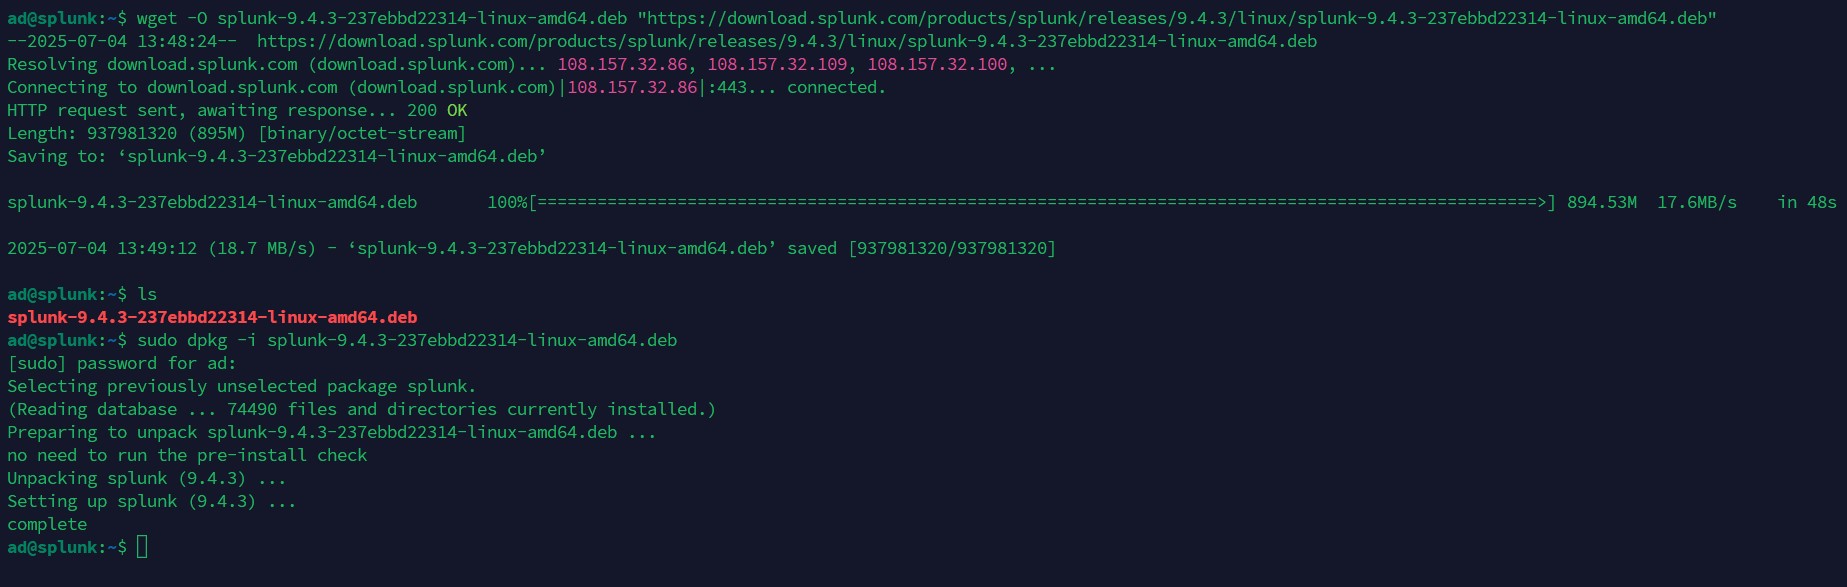 ad@splunk:~$ wget -O splunk-9.4.3-237ebbd22314-linux-amd64.deb "https://download.splunk.com/products/splunk/releases/9.4.3/linux/splunk-9.4.3-237ebbd22314-linux-amd64.deb"
--2025-07-04 13:48:24--  https://download.splunk.com/products/splunk/releases/9.4.3/linux/splunk-9.4.3-237ebbd22314-linux-amd64.deb
Resolving download.splunk.com (download.splunk.com)... 108.157.32.86, 108.157.32.109, 108.157.32.100, ...
Connecting to download.splunk.com (download.splunk.com)|108.157.32.86|:443... connected.
HTTP request sent, awaiting response... 200 OK
Length: 937981320 (895M) [binary/octet-stream]
Saving to: ‘splunk-9.4.3-237ebbd22314-linux-amd64.deb’
splunk-9.4.3-237ebbd22314-linux-amd64.deb       100%[====================================================================================================>] 894.53M  17.6MB/s    in 48s
2025-07-04 13:49:12 (18.7 MB/s) - ‘splunk-9.4.3-237ebbd22314-linux-amd64.deb’ saved [937981320/937981320]
ad@splunk:~$ ls
splunk-9.4.3-237ebbd22314-linux-amd64.deb
ad@splunk:~$ sudo dpkg -i splunk-9.4.3-237ebbd22314-linux-amd64.deb
[sudo] password for ad:
Selecting previously unselected package splunk.
(Reading database ... 74490 files and directories currently installed.)
Preparing to unpack splunk-9.4.3-237ebbd22314-linux-amd64.deb ...
no need to run the pre-install check
Unpacking splunk (9.4.3) ...
Setting up splunk (9.4.3) ...
complete
ad@splunk:~$